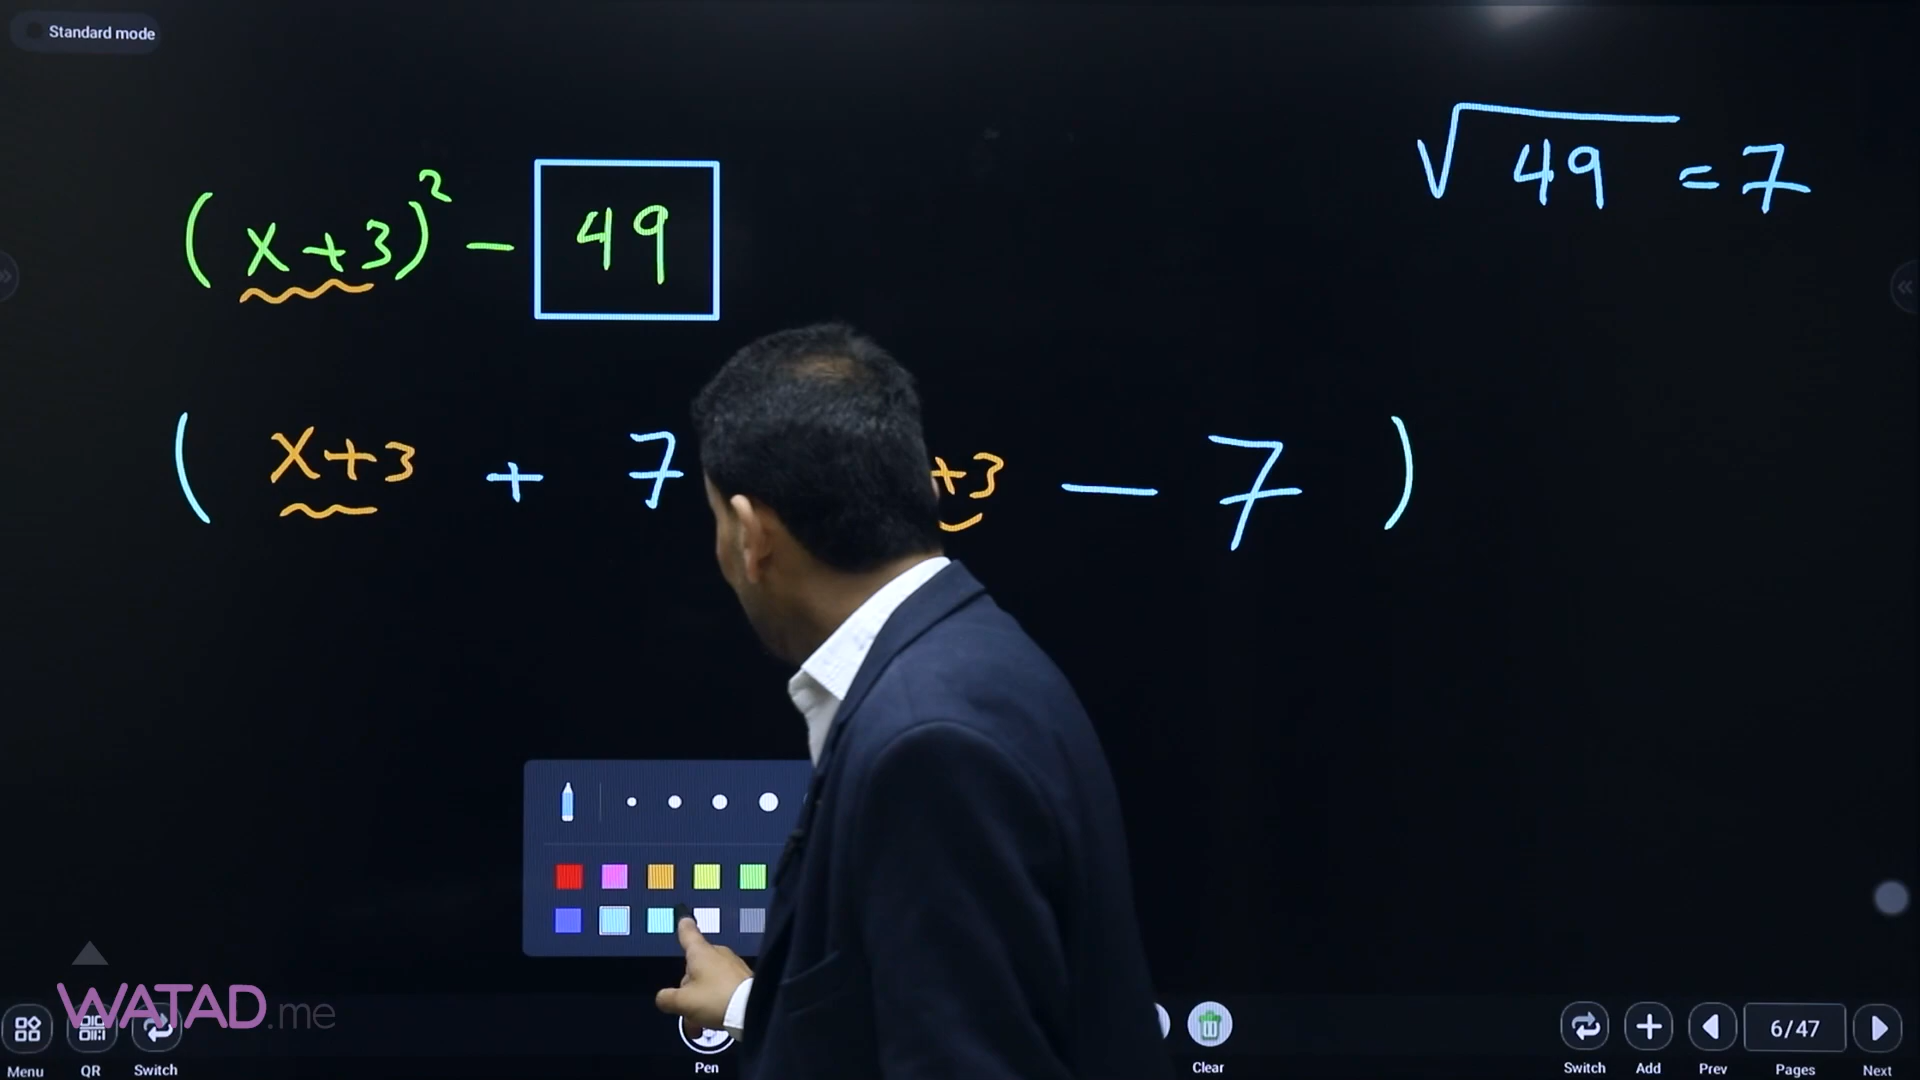 Standard mode
√49 = 7
(x+3)² - 49
( x+3 + 7 +3 - 7 )
WATAD.me
Menu QR Switch Pen Clear Switch Add Prev 6/47 Pages Next